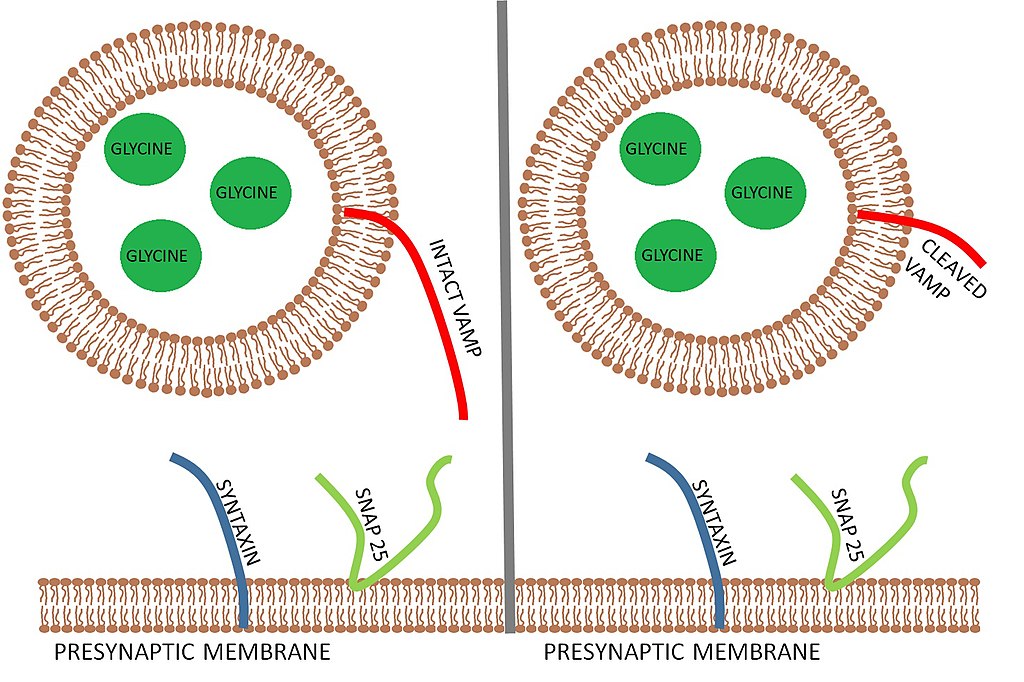 GLYCINE
GLYCINE
GLYCINE
INTACT VAMP
SYNTAXIN
SNAP 25
PRESYNAPTIC MEMBRANE
GLYCINE
GLYCINE
GLYCINE
CLEAVED
VAMP
SYNTAXIN
SNAP 25
PRESYNAPTIC MEMBRANE